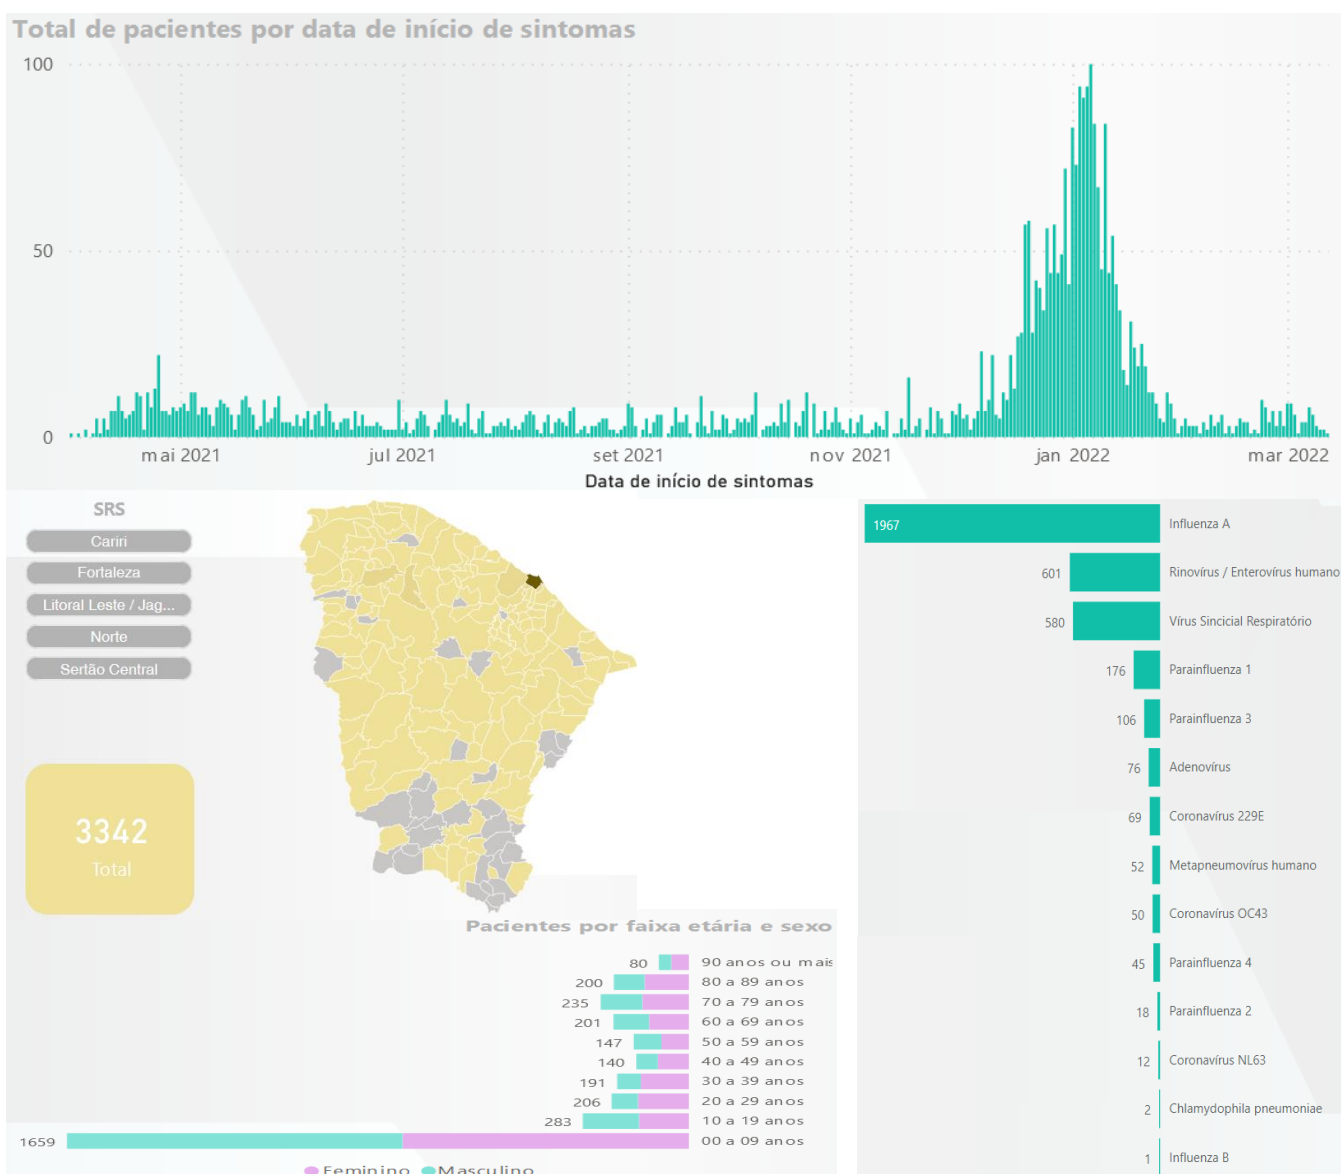 Total de pacientes por data de início de sintomas
100
50
0
mai 2021
jul 2021
set 2021
nov 2021
jan 2022
mar 2022
Data de início de sintomas
SRS
Cariri
Fortaleza
Litoral Leste / Jag...
Norte
Sertão Central
3342
Total
1967 Influenza A
601 Rinovírus / Enterovírus humano
580 Vírus Sincicial Respiratório
176 Parainfluenza 1
106 Parainfluenza 3
76 Adenovírus
69 Coronavírus 229E
52 Metapneumovírus humano
50 Coronavírus OC43
45 Parainfluenza 4
18 Parainfluenza 2
12 Coronavírus NL63
2 Chlamydophila pneumoniae
1 Influenza B
Pacientes por faixa etária e sexo
80 90 anos ou mais
200 80 a 89 anos
235 70 a 79 anos
201 60 a 69 anos
147 50 a 59 anos
140 40 a 49 anos
191 30 a 39 anos
206 20 a 29 anos
283 10 a 19 anos
1659 00 a 09 anos
Feminino Masculino